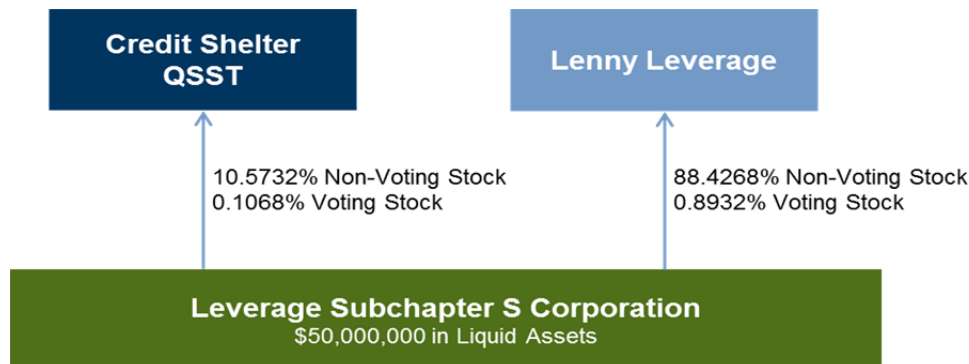 Credit Shelter
QSST
Lenny Leverage
10.5732% Non-Voting Stock
0.1068% Voting Stock
88.4268% Non-Voting Stock
0.8932% Voting Stock
Leverage Subchapter S Corporation
$50,000,000 in Liquid Assets